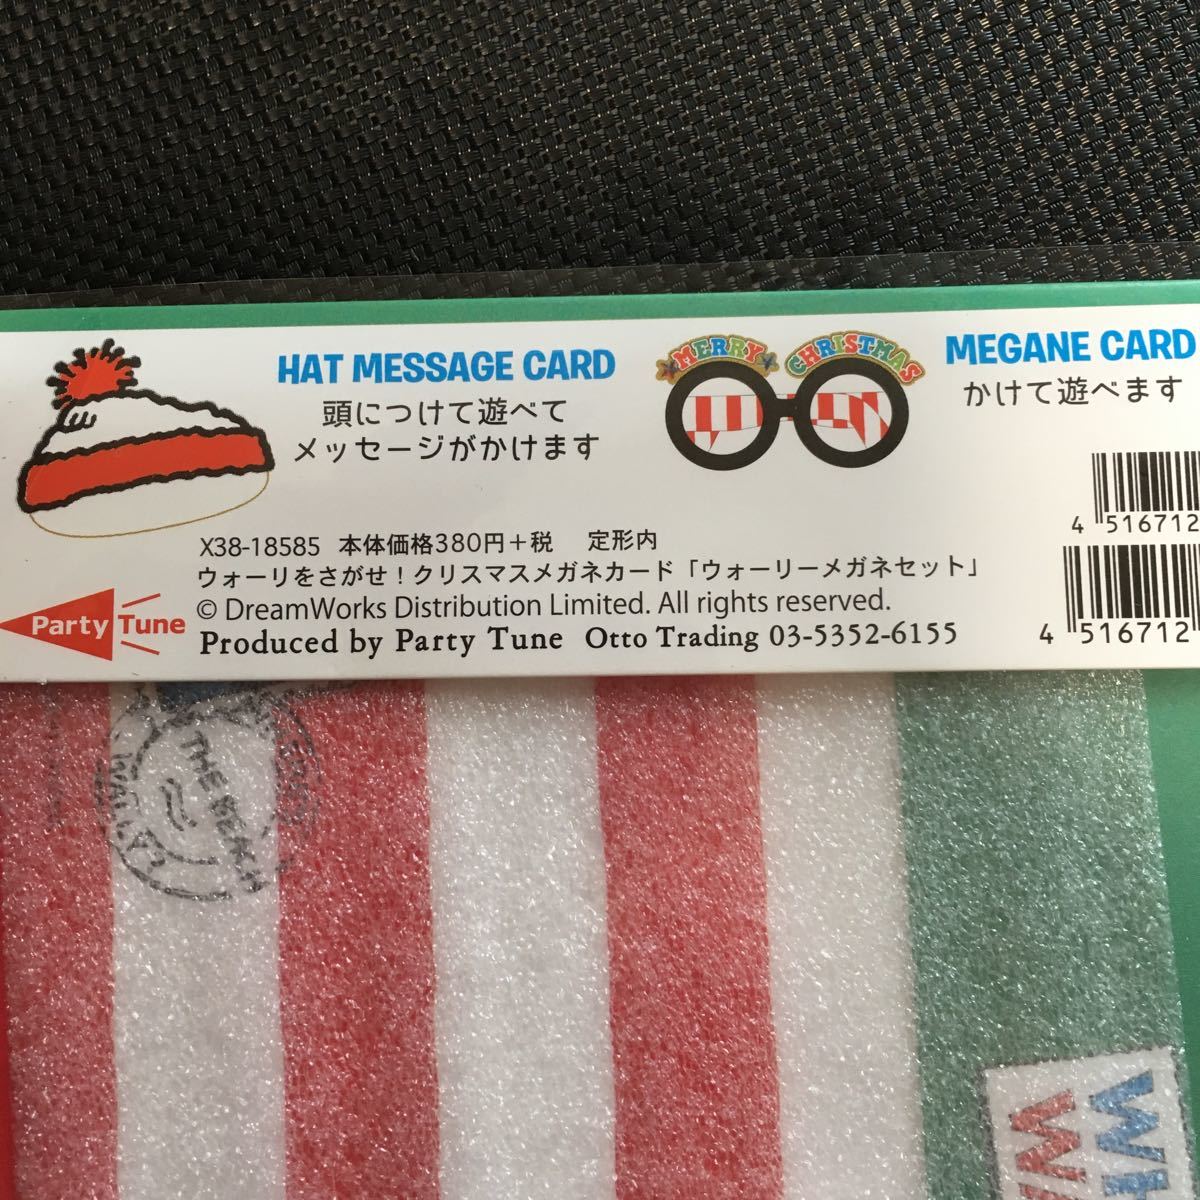 HAT MESSAGE CARD
頭につけて遊べて
メッセージがかけます
MERRY CHRISTMAS
MEGANE CARD
かけて遊べます
4 516712
X38-18585 本体価格380円+税 定形内
ウォーリをさがせ！クリスマスメガネカード「ウォーリーメガネセット」
© DreamWorks Distribution Limited. All rights reserved.
Party Tune
Produced by Party Tune Otto Trading 03-5352-6155
4 516712
THE BEACH